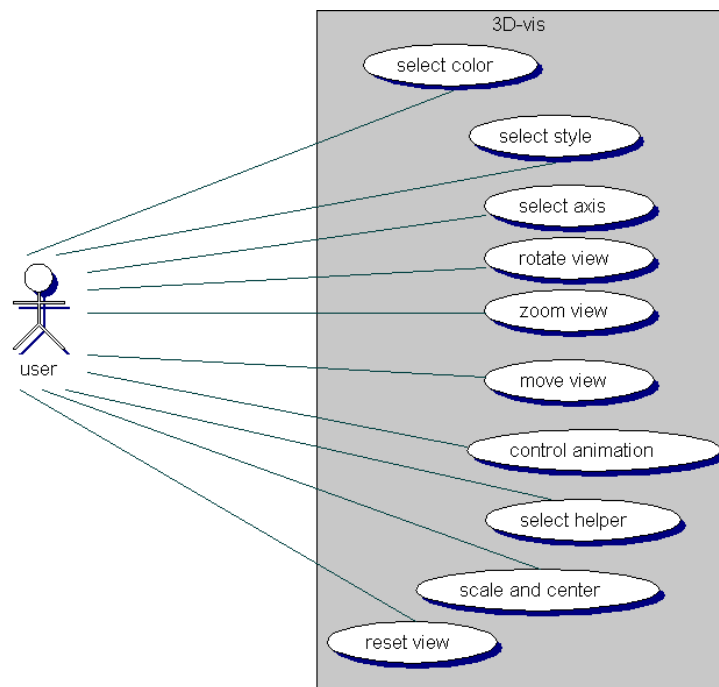 3D-vis
select color
select style
select axis
rotate view
zoom view
user
move view
control animation
select helper
scale and center
reset view